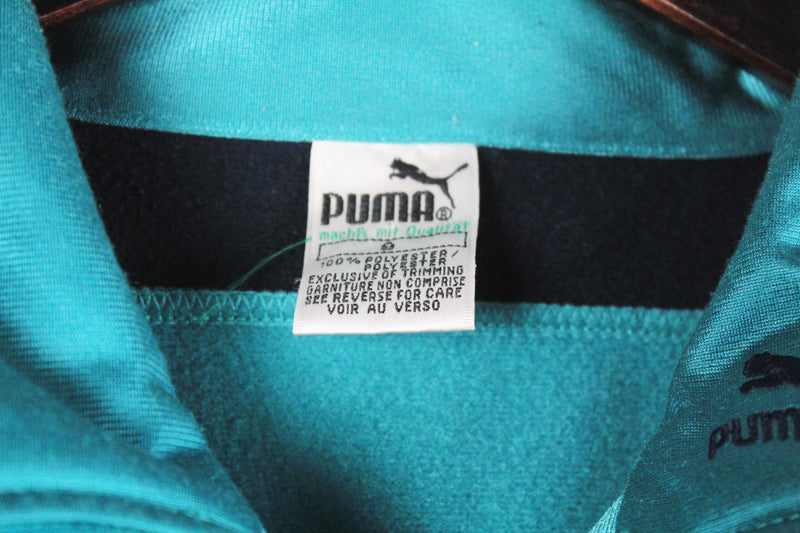 PUMA®
macht's mit Qualität
100% POLYESTER
POLYESTER
EXCLUSIVE OF TRIMMING
GARNITURE NON COMPRISE
SEE REVERSE FOR CARE
VOIR AU VERSO
PUM